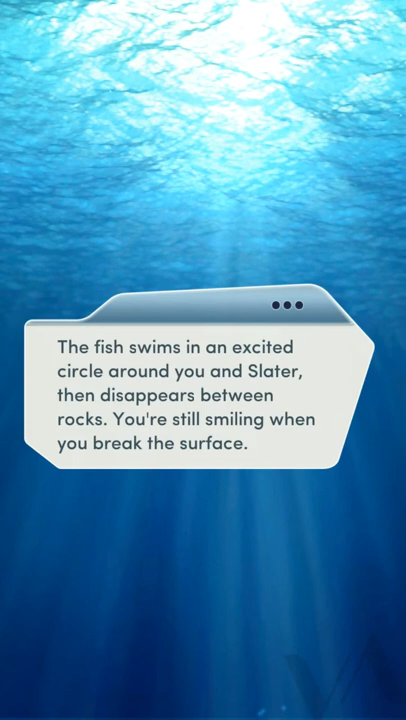 The fish swims in an excited
circle around you and Slater,
then disappears between
rocks. You're still smiling when
you break the surface.